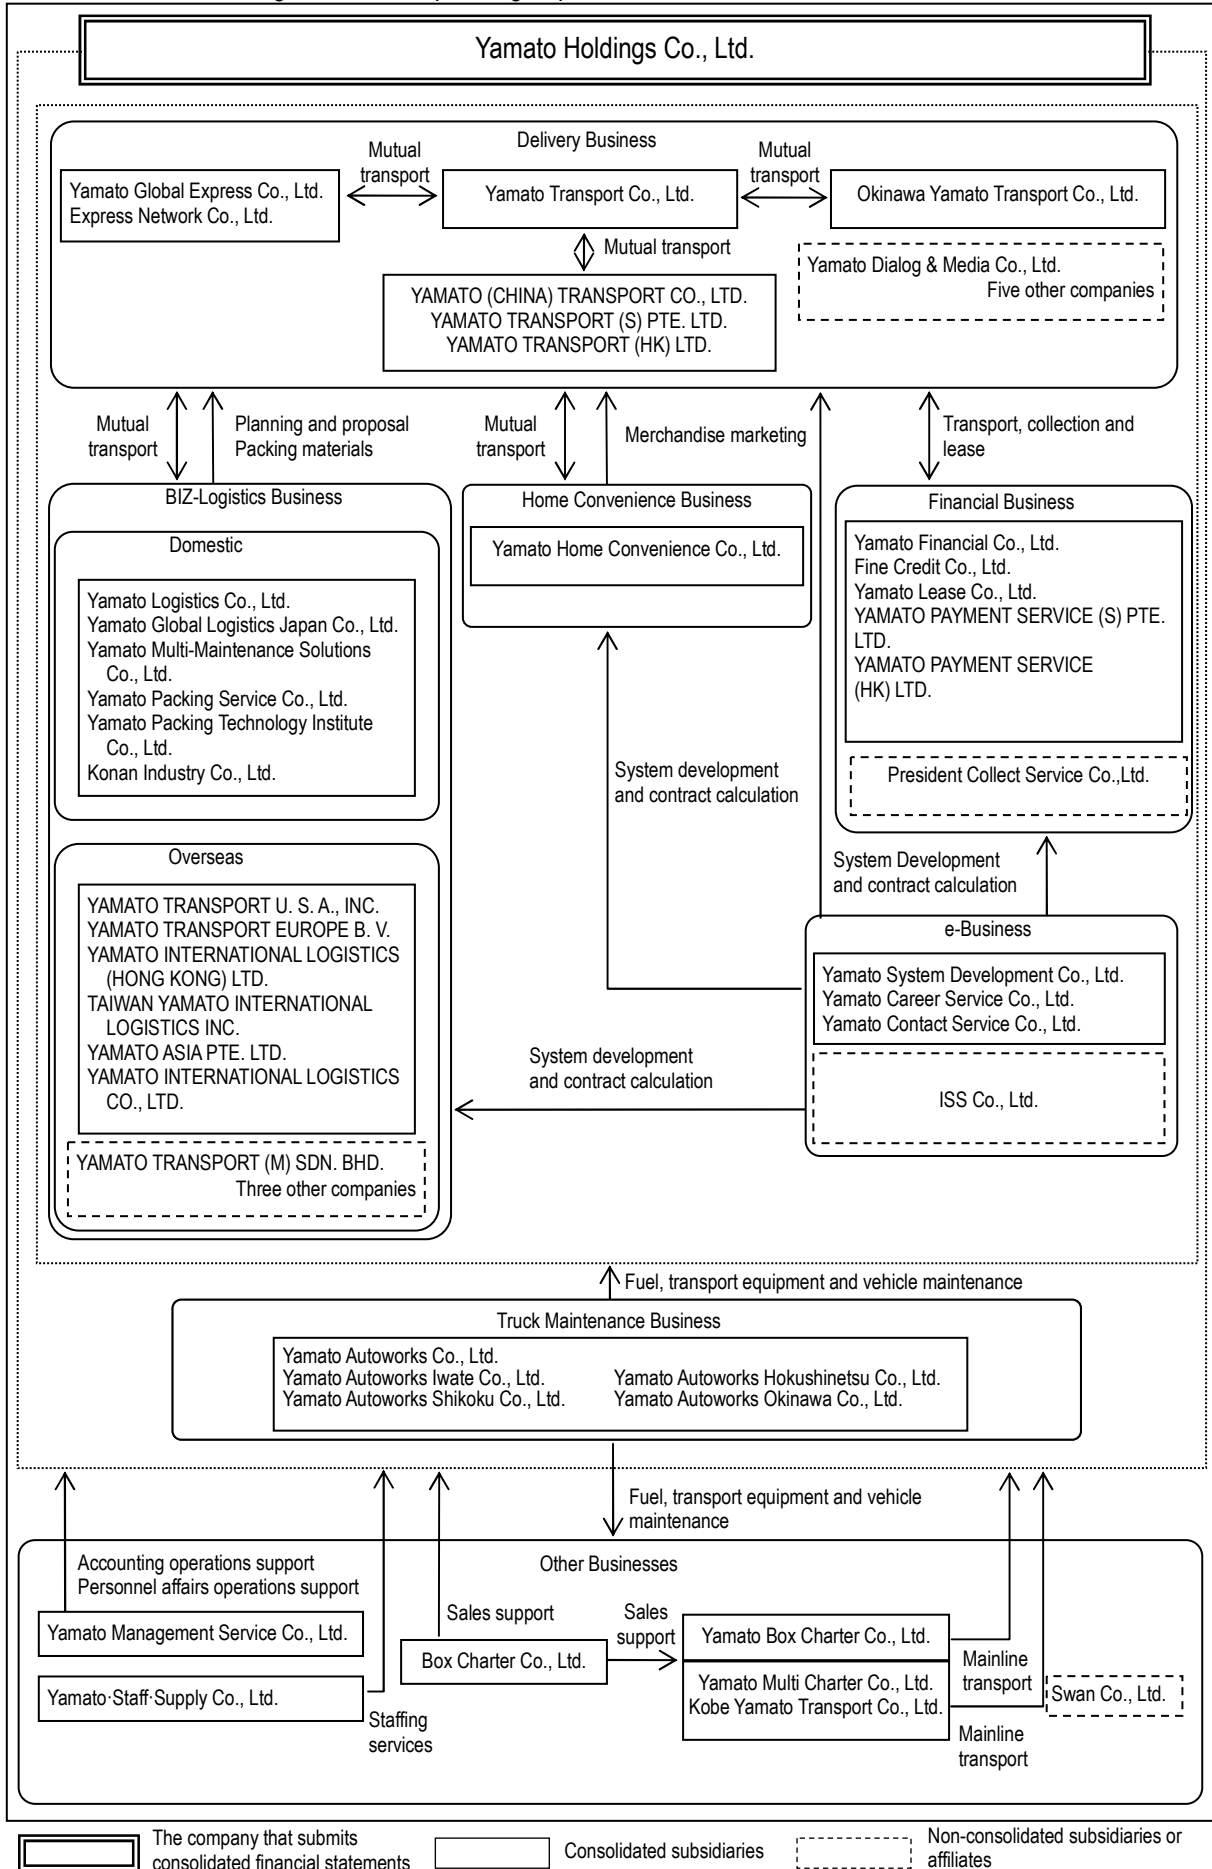 Yamato Holdings Co., Ltd.
Delivery Business
Mutual
transport
Mutual
transport
Yamato Global Express Co., Ltd.
Express Network Co., Ltd.
Yamato Transport Co., Ltd.
Okinawa Yamato Transport Co., Ltd.
Mutual transport
Yamato Dialog & Media Co., Ltd.
Five other companies
YAMATO (CHINA) TRANSPORT CO., LTD.
YAMATO TRANSPORT (S) PTE. LTD.
YAMATO TRANSPORT (HK) LTD.
Mutual
transport
Planning and proposal
Packing materials
Mutual
transport
Merchandise marketing
Transport, collection and
lease
BIZ-Logistics Business
Domestic
Yamato Logistics Co., Ltd.
Yamato Global Logistics Japan Co., Ltd.
Yamato Multi-Maintenance Solutions
Co., Ltd.
Yamato Packing Service Co., Ltd.
Yamato Packing Technology Institute
Co., Ltd.
Konan Industry Co., Ltd.
Overseas
YAMATO TRANSPORT U. S. A., INC.
YAMATO TRANSPORT EUROPE B. V.
YAMATO INTERNATIONAL LOGISTICS
(HONG KONG) LTD.
TAIWAN YAMATO INTERNATIONAL
LOGISTICS INC.
YAMATO ASIA PTE. LTD.
YAMATO INTERNATIONAL LOGISTICS
CO., LTD.
YAMATO TRANSPORT (M) SDN. BHD.
Three other companies
Home Convenience Business
Yamato Home Convenience Co., Ltd.
Financial Business
Yamato Financial Co., Ltd.
Fine Credit Co., Ltd.
Yamato Lease Co., Ltd.
YAMATO PAYMENT SERVICE (S) PTE.
LTD.
YAMATO PAYMENT SERVICE
(HK) LTD.
President Collect Service Co.,Ltd.
System development
and contract calculation
System Development
and contract calculation
e-Business
Yamato System Development Co., Ltd.
Yamato Career Service Co., Ltd.
Yamato Contact Service Co., Ltd.
ISS Co., Ltd.
System development
and contract calculation
Fuel, transport equipment and vehicle maintenance
Truck Maintenance Business
Yamato Autoworks Co., Ltd.
Yamato Autoworks Iwate Co., Ltd.
Yamato Autoworks Hokushinetsu Co., Ltd.
Yamato Autoworks Shikoku Co., Ltd.
Yamato Autoworks Okinawa Co., Ltd.
Fuel, transport equipment and vehicle
maintenance
Other Businesses
Accounting operations support
Personnel affairs operations support
Yamato Management Service Co., Ltd.
Yamato·Staff·Supply Co., Ltd.
Staffing
services
Sales support
Box Charter Co., Ltd.
Sales
support
Yamato Box Charter Co., Ltd.
Yamato Multi Charter Co., Ltd.
Kobe Yamato Transport Co., Ltd.
Mainline
transport
Mainline
transport
Swan Co., Ltd.
The company that submits
consolidated financial statements
Consolidated subsidiaries
Non-consolidated subsidiaries or
affiliates